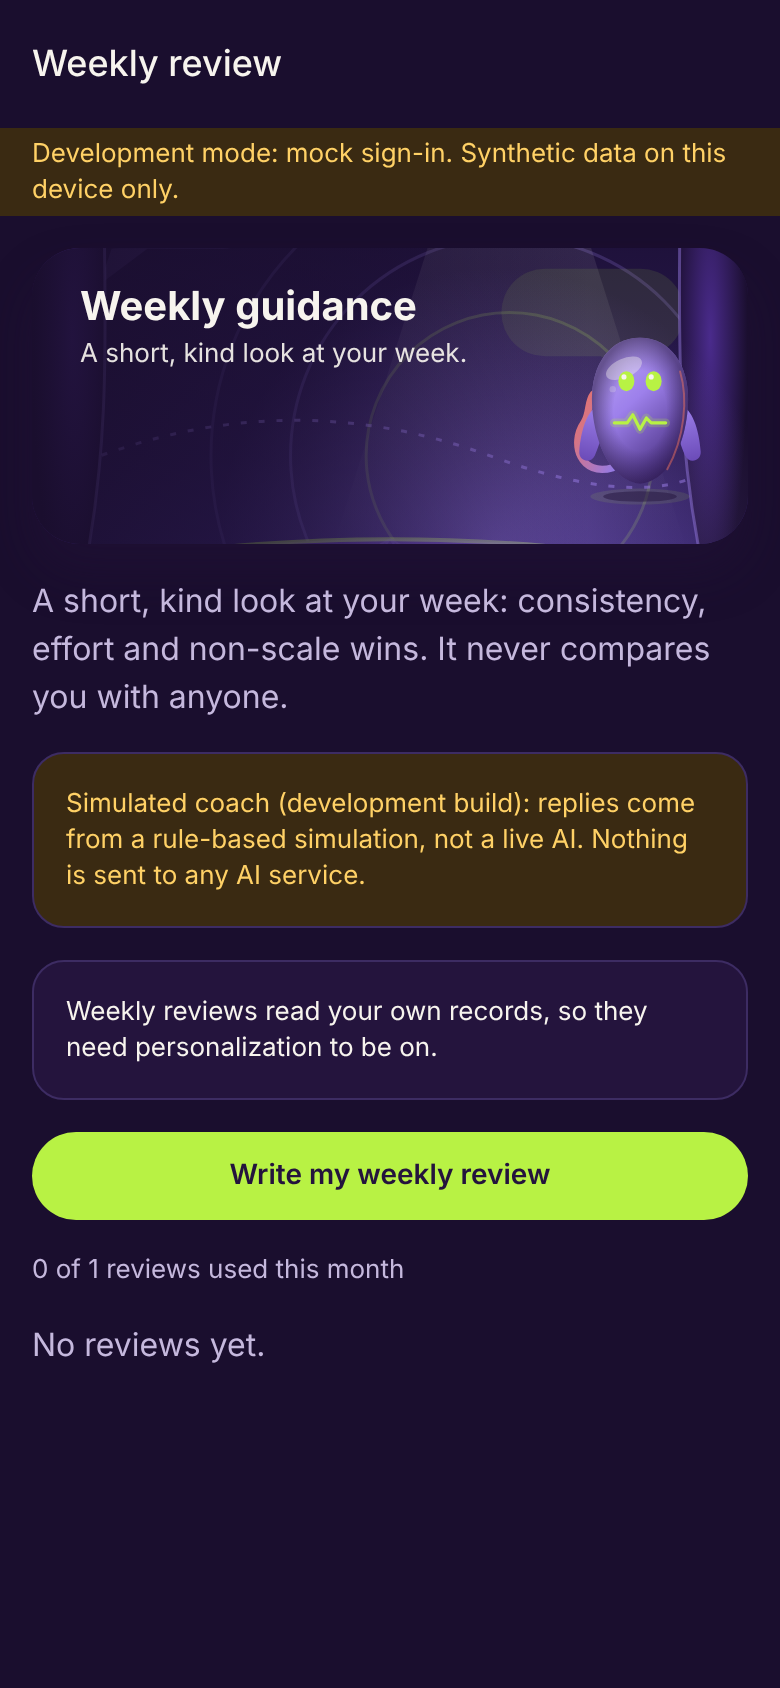 Weekly review
Development mode: mock sign-in. Synthetic data on this
device only.
Weekly guidance
A short, kind look at your week.
A short, kind look at your week: consistency,
effort and non-scale wins. It never compares
you with anyone.
Simulated coach (development build): replies come
from a rule-based simulation, not a live AI. Nothing
is sent to any AI service.
Weekly reviews read your own records, so they
need personalization to be on.
Write my weekly review
0 of 1 reviews used this month
No reviews yet.